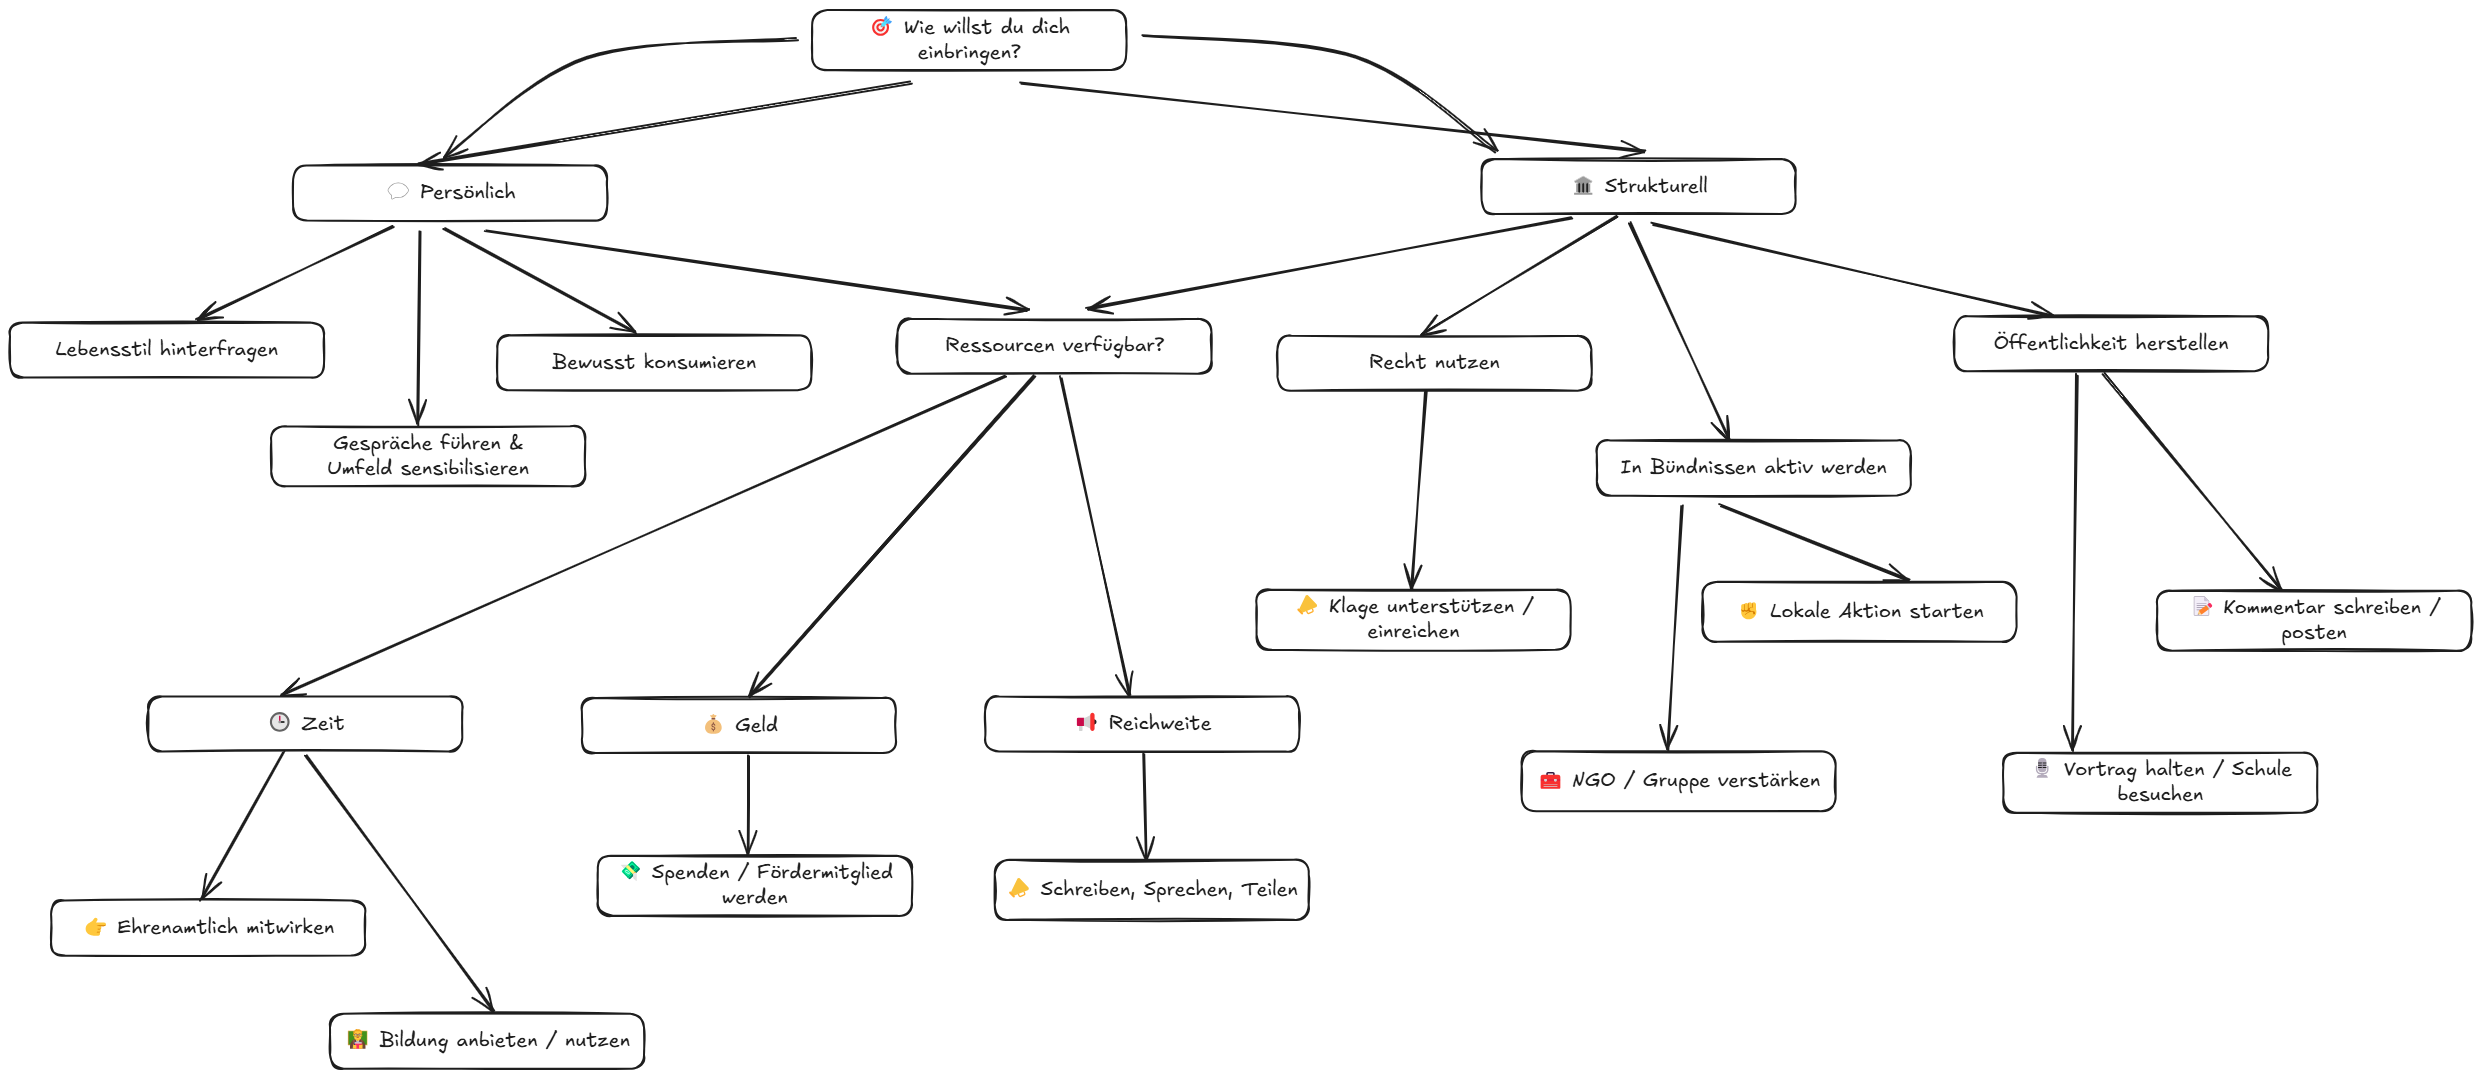 🎯 Wie willst du dich
einbringen?
💬 Persönlich
🏛️ Strukturell
Lebensstil hinterfragen
Gespräche führen &
Umfeld sensibilisieren
Bewusst konsumieren
Ressourcen verfügbar?
Recht nutzen
In Bündnissen aktiv werden
Öffentlichkeit herstellen
📣 Klage unterstützen /
einreichen
✊ Lokale Aktion starten
📝 Kommentar schreiben /
posten
🕒 Zeit
💰 Geld
📢 Reichweite
🧰 NGO / Gruppe verstärken
🎙️ Vortrag halten / Schule
besuchen
👉 Ehrenamtlich mitwirken
💸 Spenden / Fördermitglied
werden
📣 Schreiben, Sprechen, Teilen
👩‍🏫 Bildung anbieten / nutzen